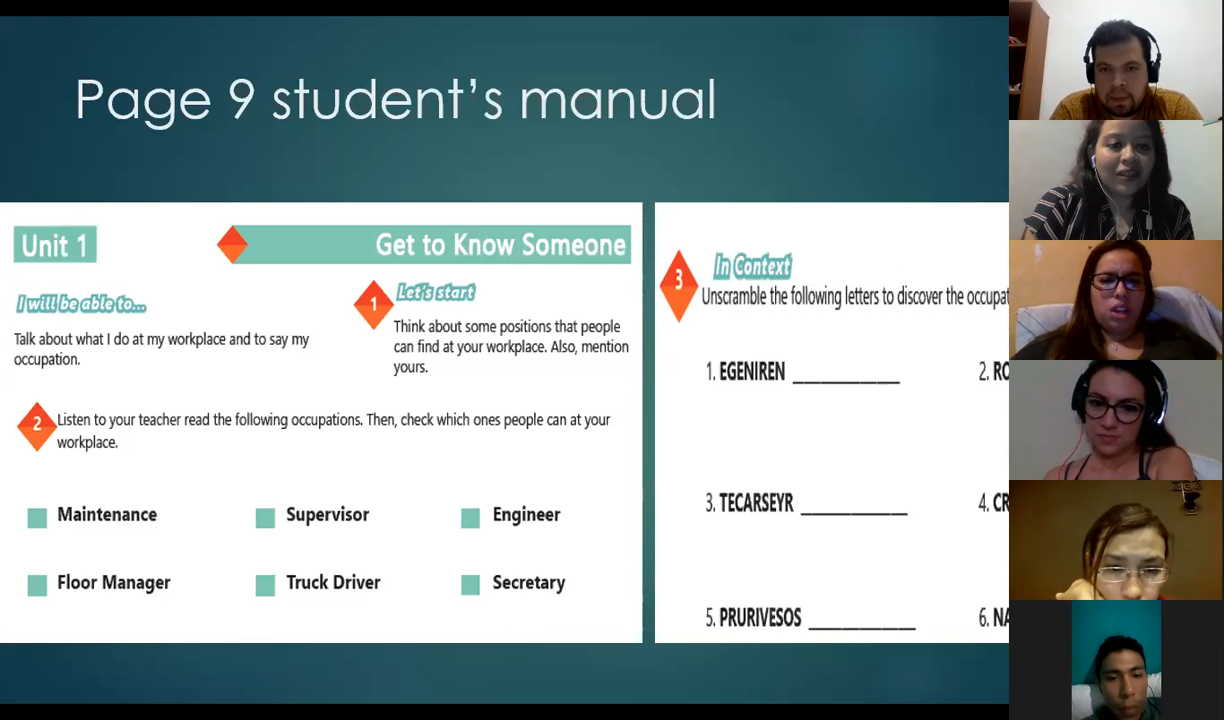 Page 9 student's manual
Unit 1
Get to Know Someone
I will be able to...
Talk about what I do at my workplace and to say my
occupation.
1
Let's start
Think about some positions that people
can find at your workplace. Also, mention
yours.
2
Listen to your teacher read the following occupations. Then, check which ones people can at your
workplace.
Maintenance
Supervisor
Engineer
Floor Manager
Truck Driver
Secretary
3
In Context
Unscramble the following letters to discover the occupat
1. EGENIREN ____________
2. RO
3. TECARSEYR ____________
4. CR
5. PRURIVESOS ____________
6. NA